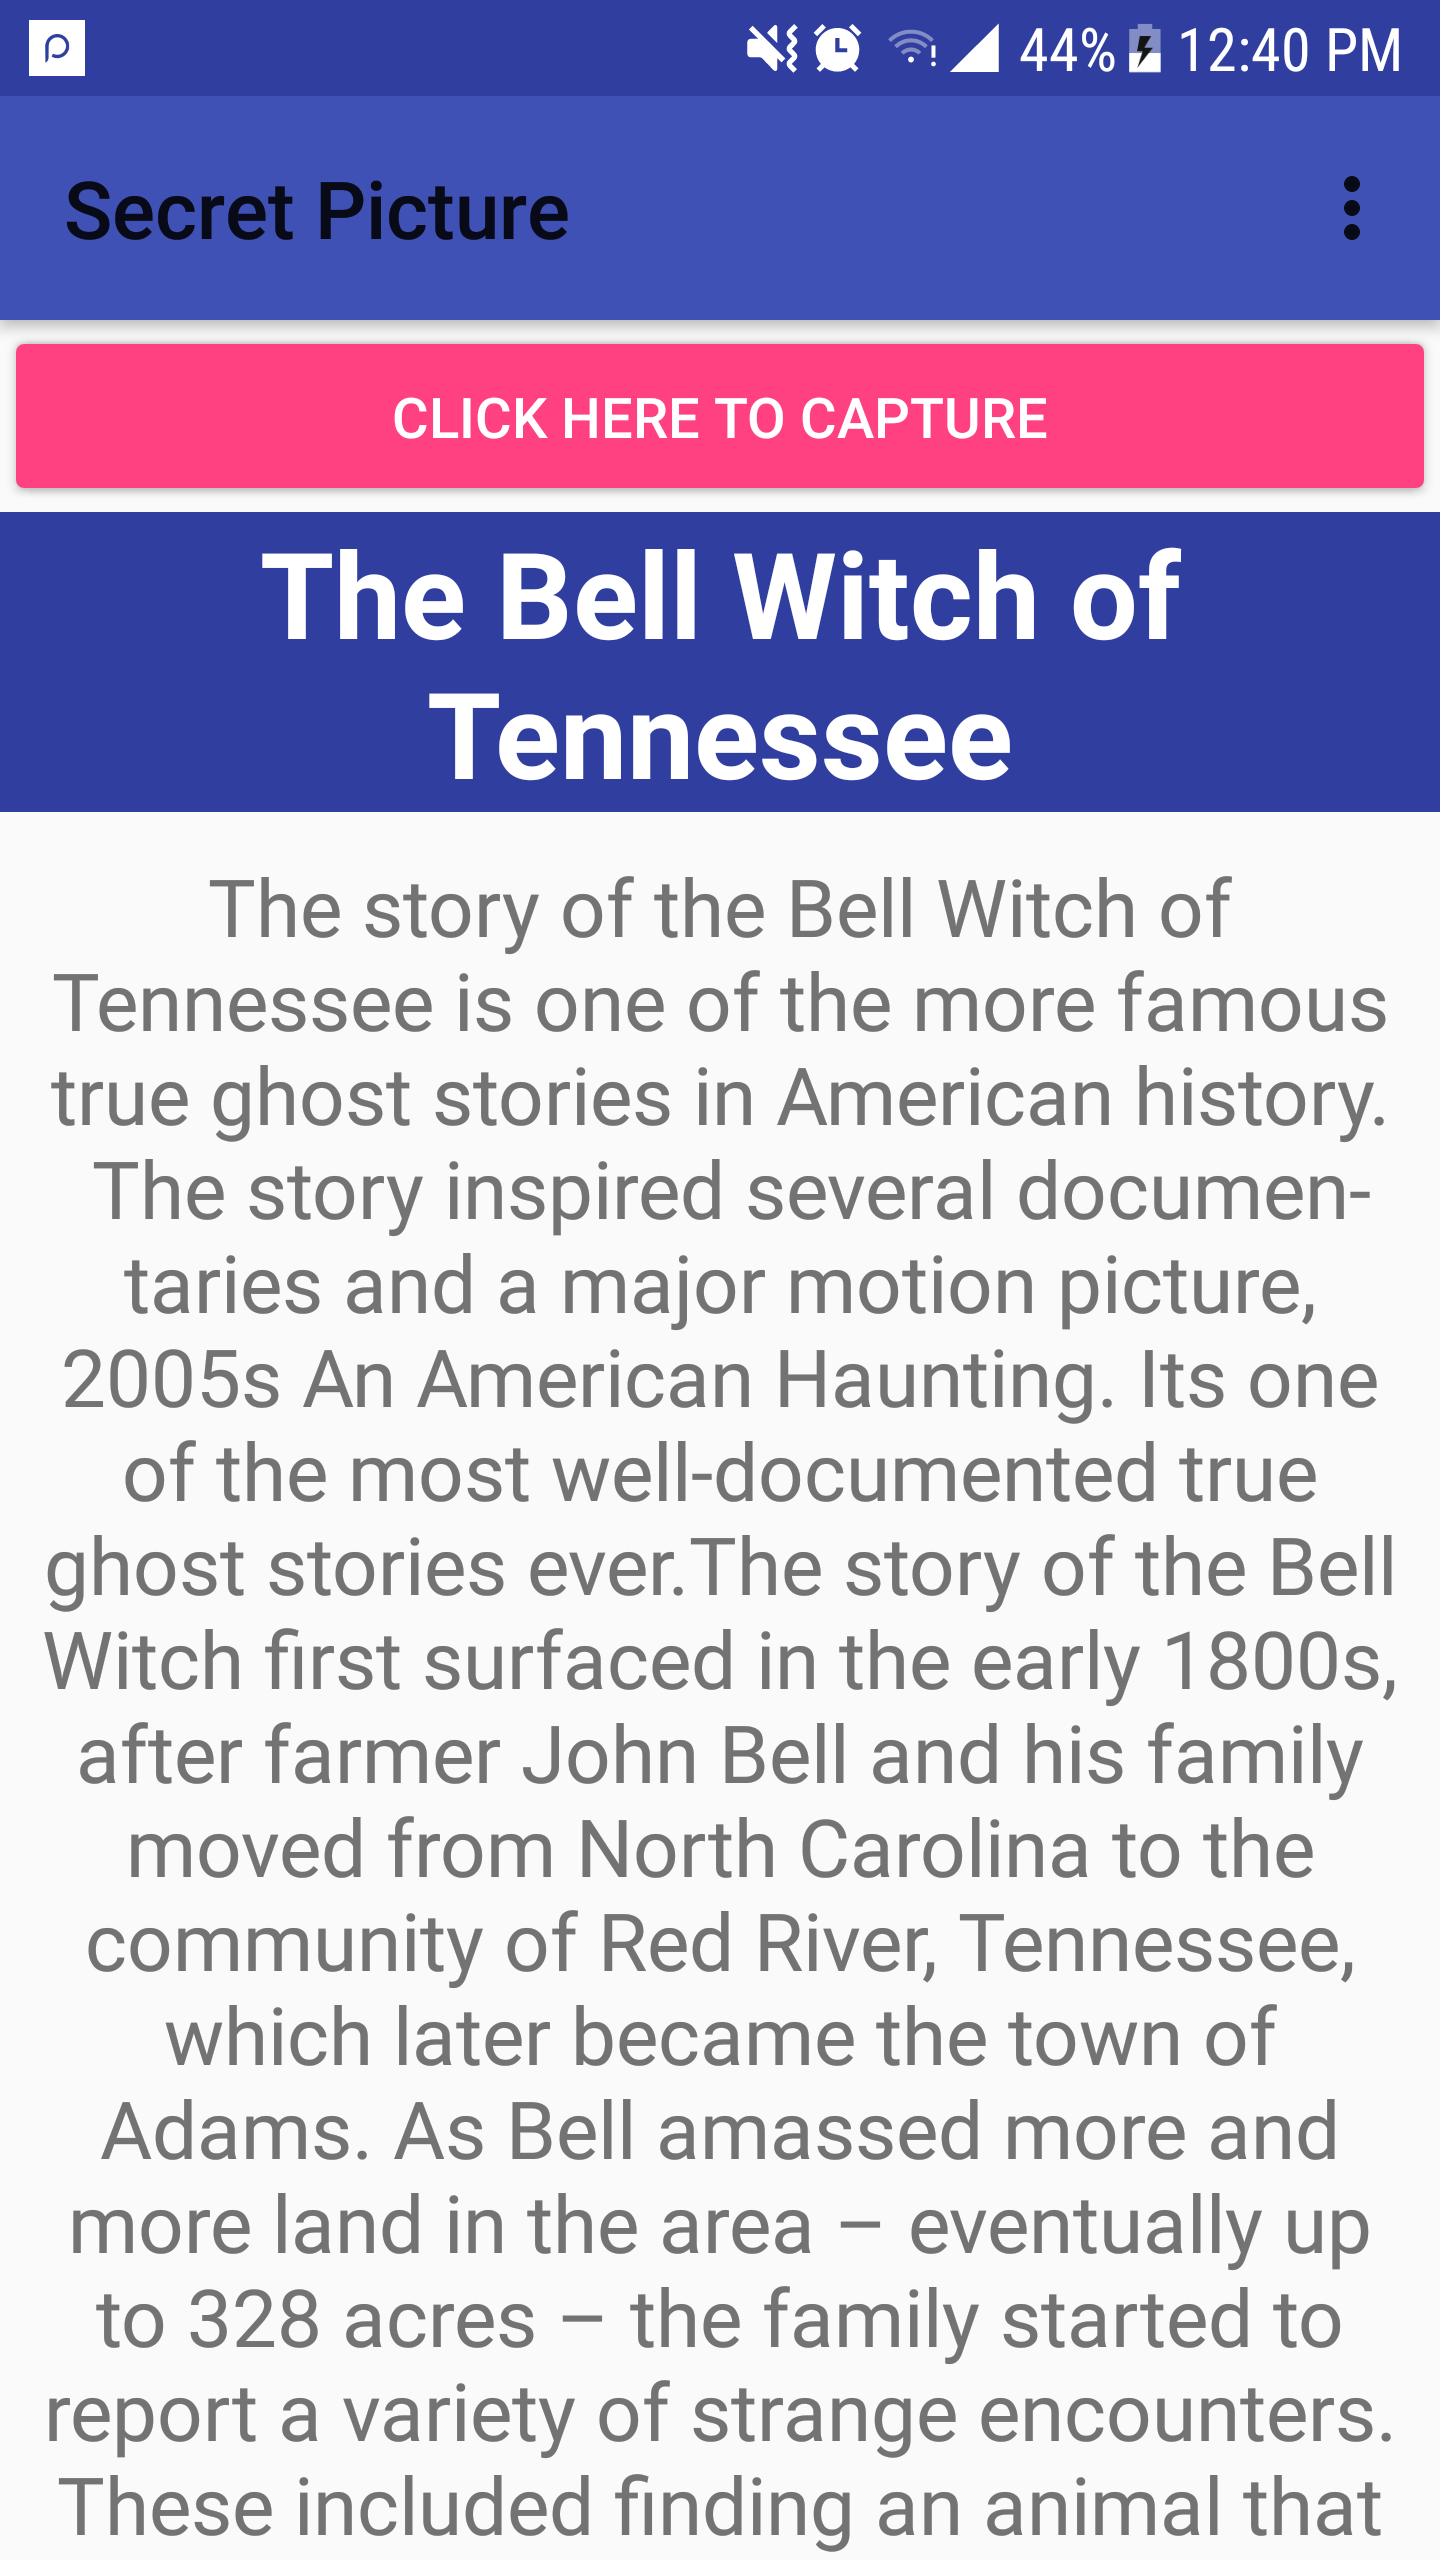 44% 12:40 PM
Secret Picture
CLICK HERE TO CAPTURE
The Bell Witch of
Tennessee
The story of the Bell Witch of
Tennessee is one of the more famous
true ghost stories in American history.
The story inspired several documen-
taries and a major motion picture,
2005s An American Haunting. Its one
of the most well-documented true
ghost stories ever.The story of the Bell
Witch first surfaced in the early 1800s,
after farmer John Bell and his family
moved from North Carolina to the
community of Red River, Tennessee,
which later became the town of
Adams. As Bell amassed more and
more land in the area – eventually up
to 328 acres – the family started to
report a variety of strange encounters.
These included finding an animal that